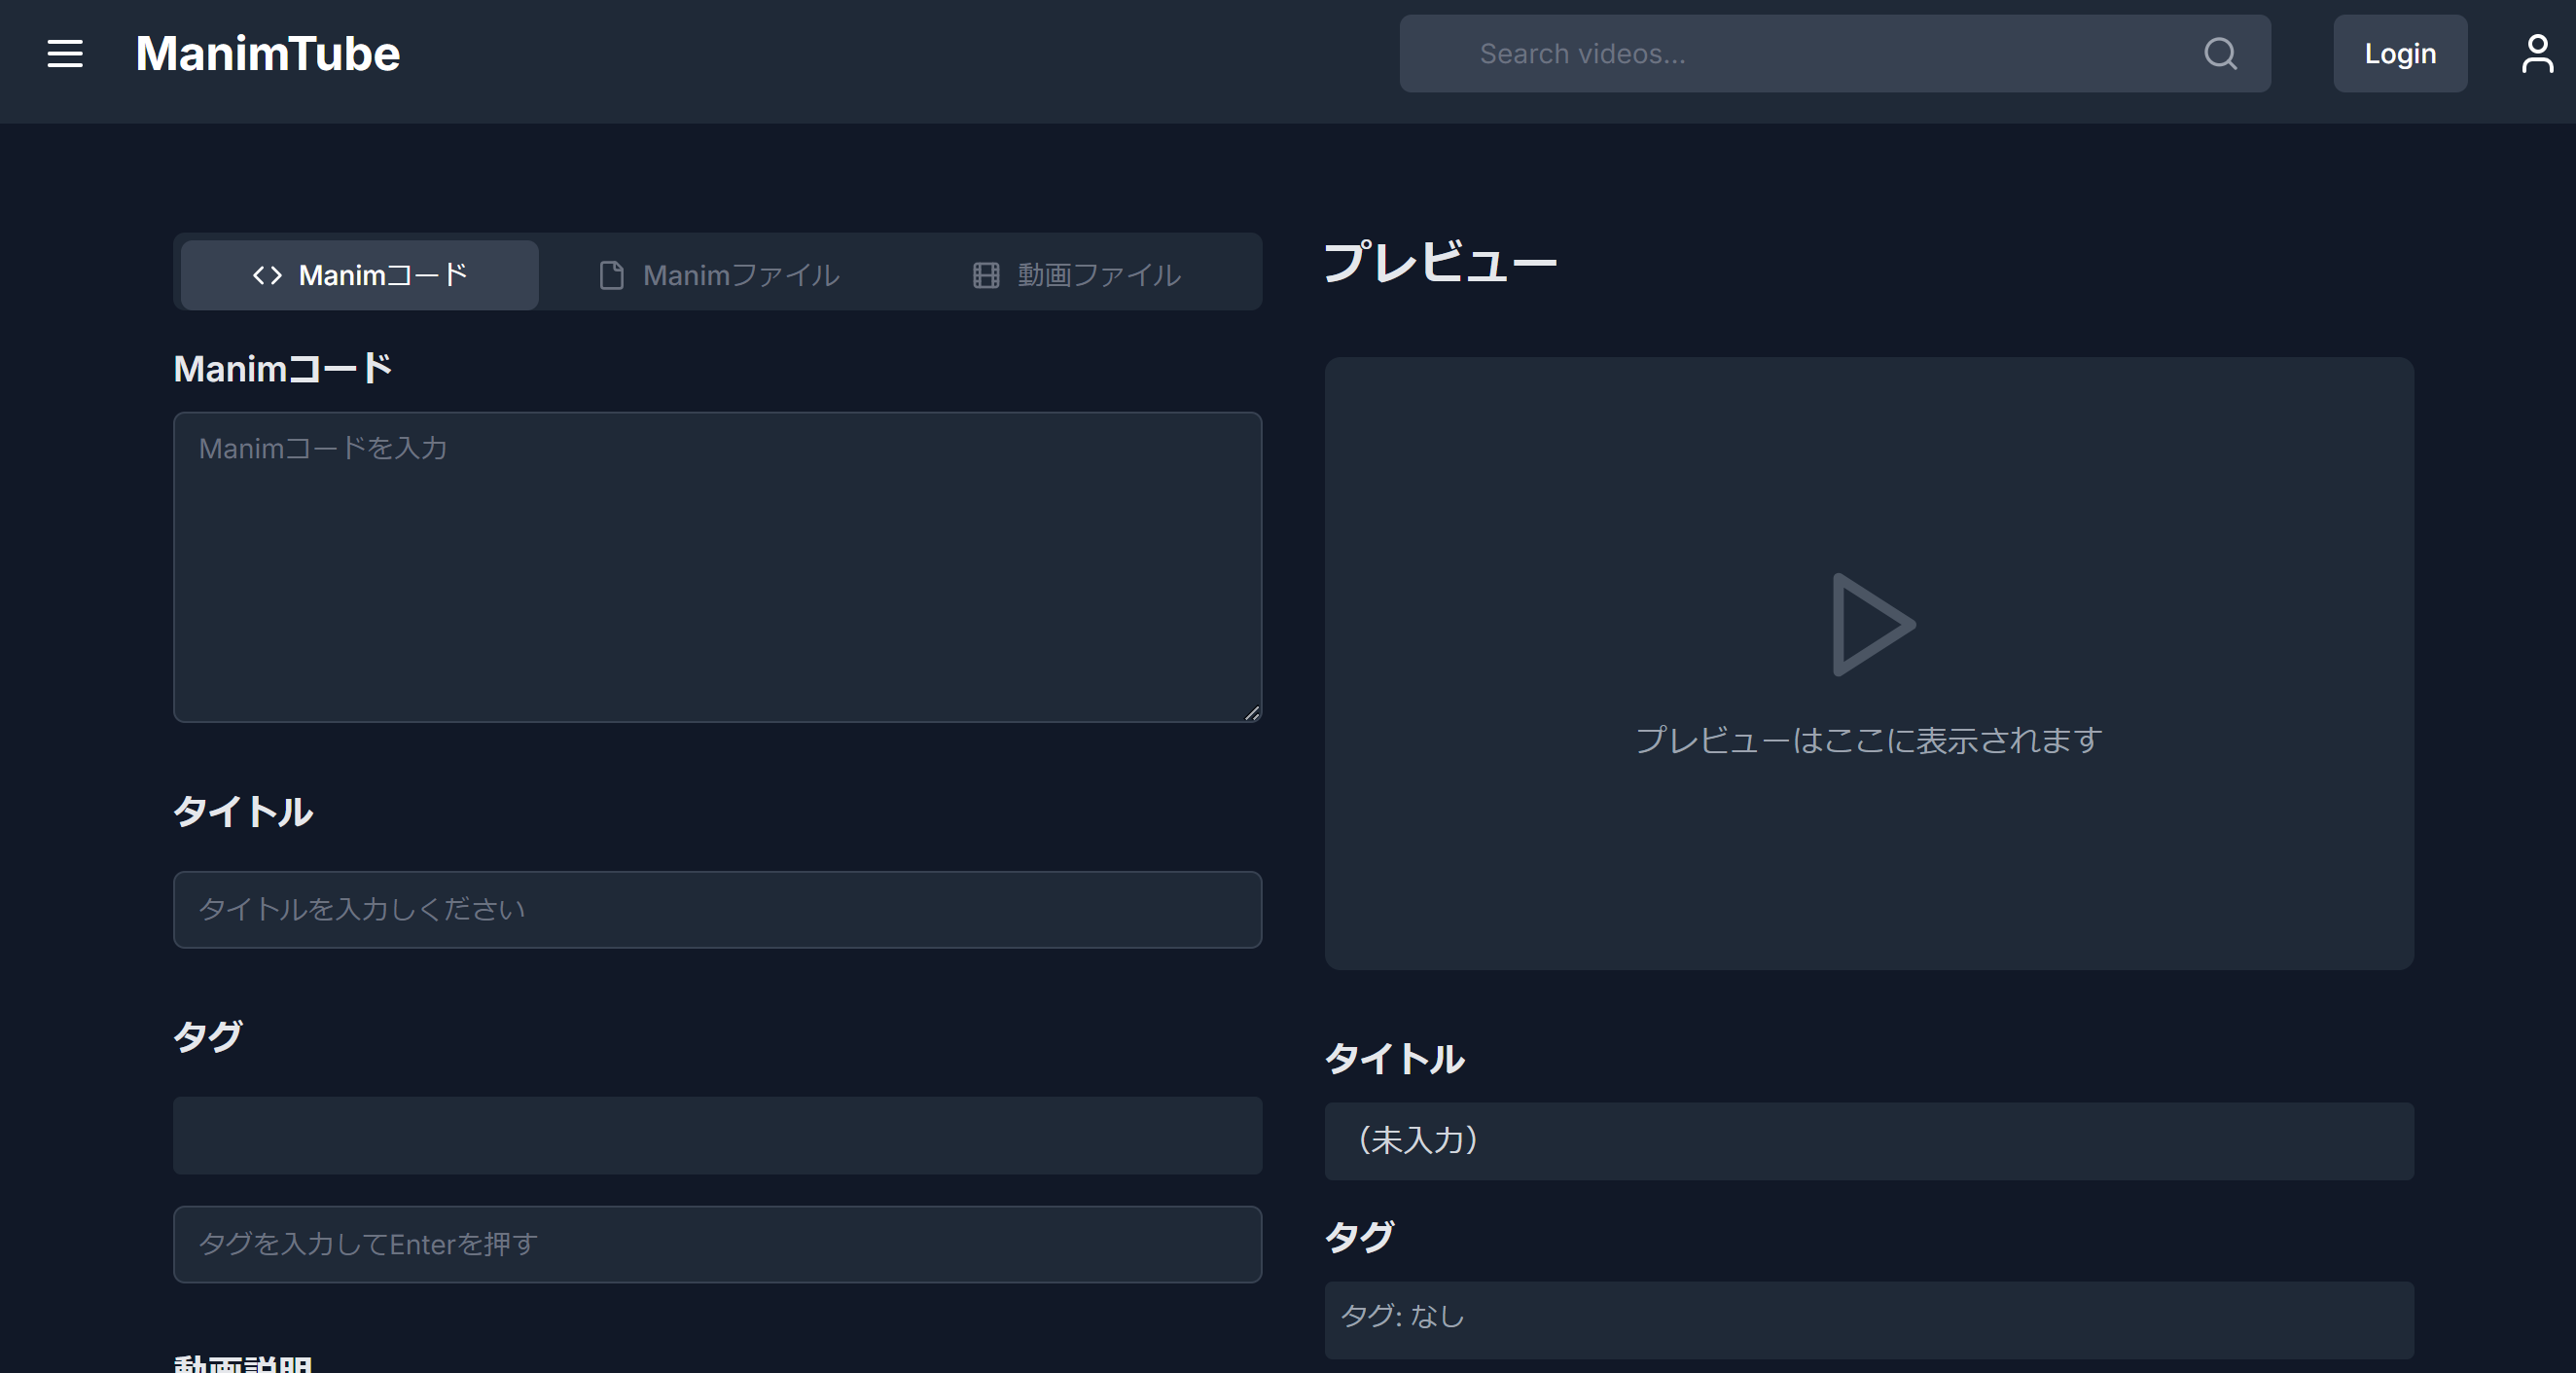 ManimTube
Search videos...
Login
Manimコード
Manimファイル
動画ファイル
Manimコード
Manimコードを入力
タイトル
タイトルを入力しください
タグ
タグを入力してEnterを押す
動画説明
プレビュー
プレビューはここに表示されます
タイトル
（未入力）
タグ
タグ: なし